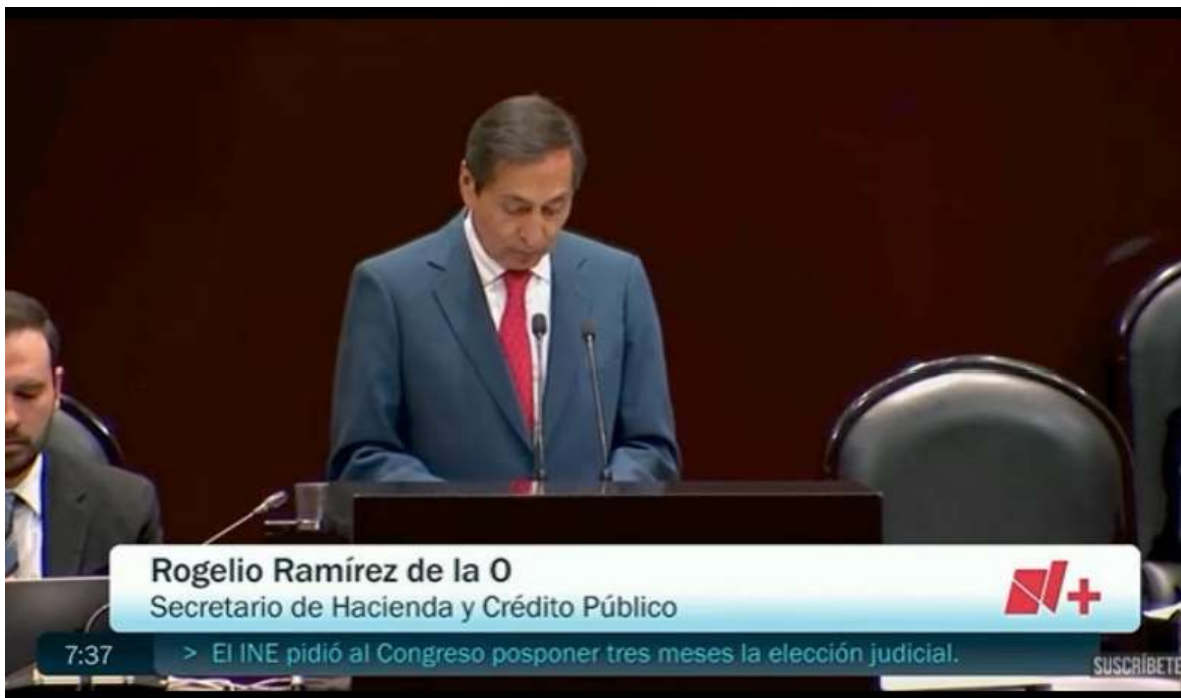 Rogelio Ramírez de la O
Secretario de Hacienda y Crédito Público
N+
7:37
> El INE pidió al Congreso posponer tres meses la elección judicial.
SUSCRÍBETE